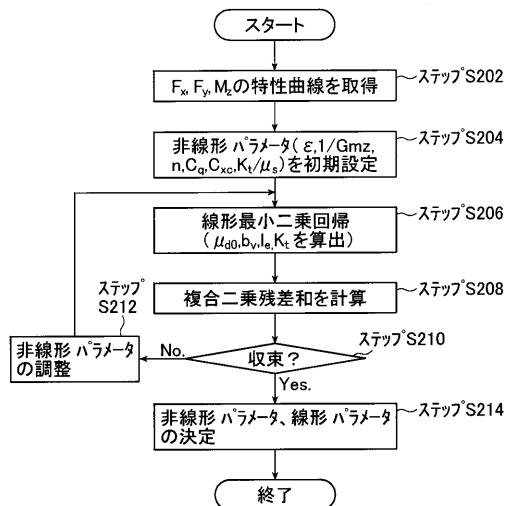 スタート
Fx, Fy, Mzの特性曲線を取得
ステップS202
非線形パラメータ(ε,1/Gmz,
n,Cq,Cxc,Kt/μs)を初期設定
ステップS204
線形最小二乗回帰
(μd0,bv,le,Ktを算出)
ステップS206
複合二乗残差和を計算
ステップS208
ステップ
S212
非線形パラメータ
の調整
No.
収束?
ステップS210
Yes.
非線形パラメータ、線形パラメータ
の決定
ステップS214
終了